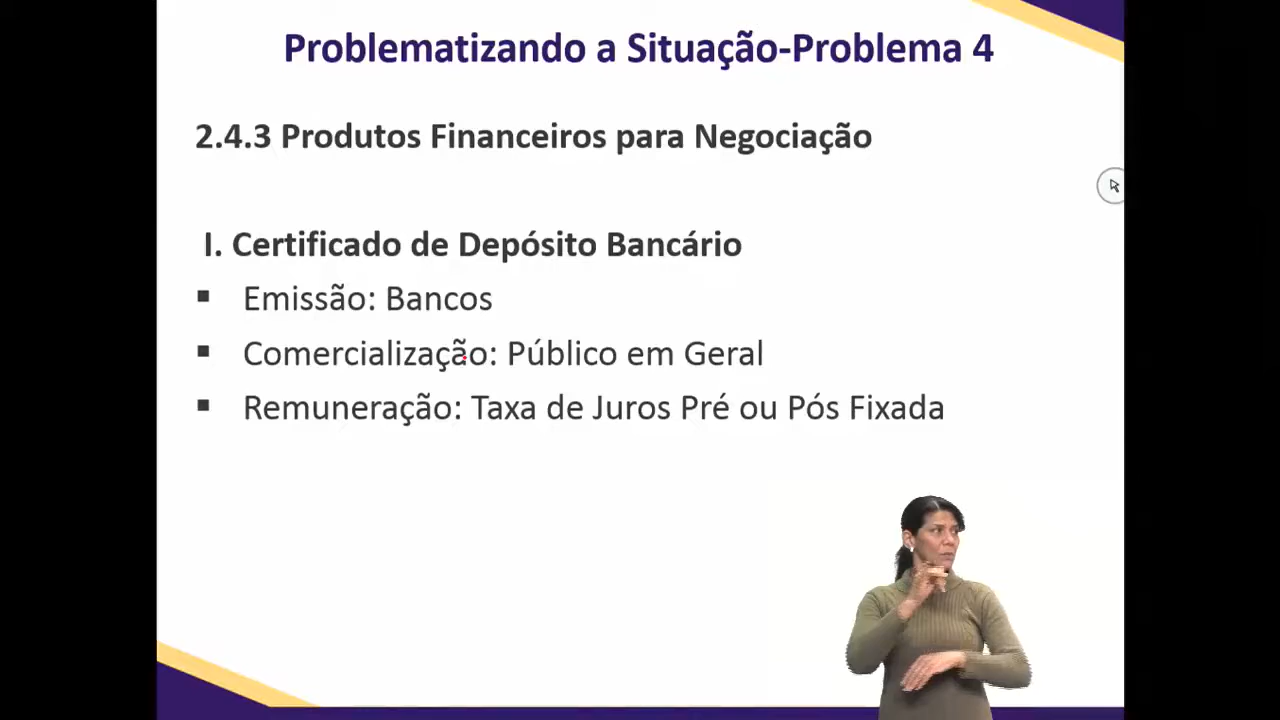 Problematizando a Situação-Problema 4
2.4.3 Produtos Financeiros para Negociação
I. Certificado de Depósito Bancário
▪ Emissão: Bancos
▪ Comercialização: Público em Geral
▪ Remuneração: Taxa de Juros Pré ou Pós Fixada